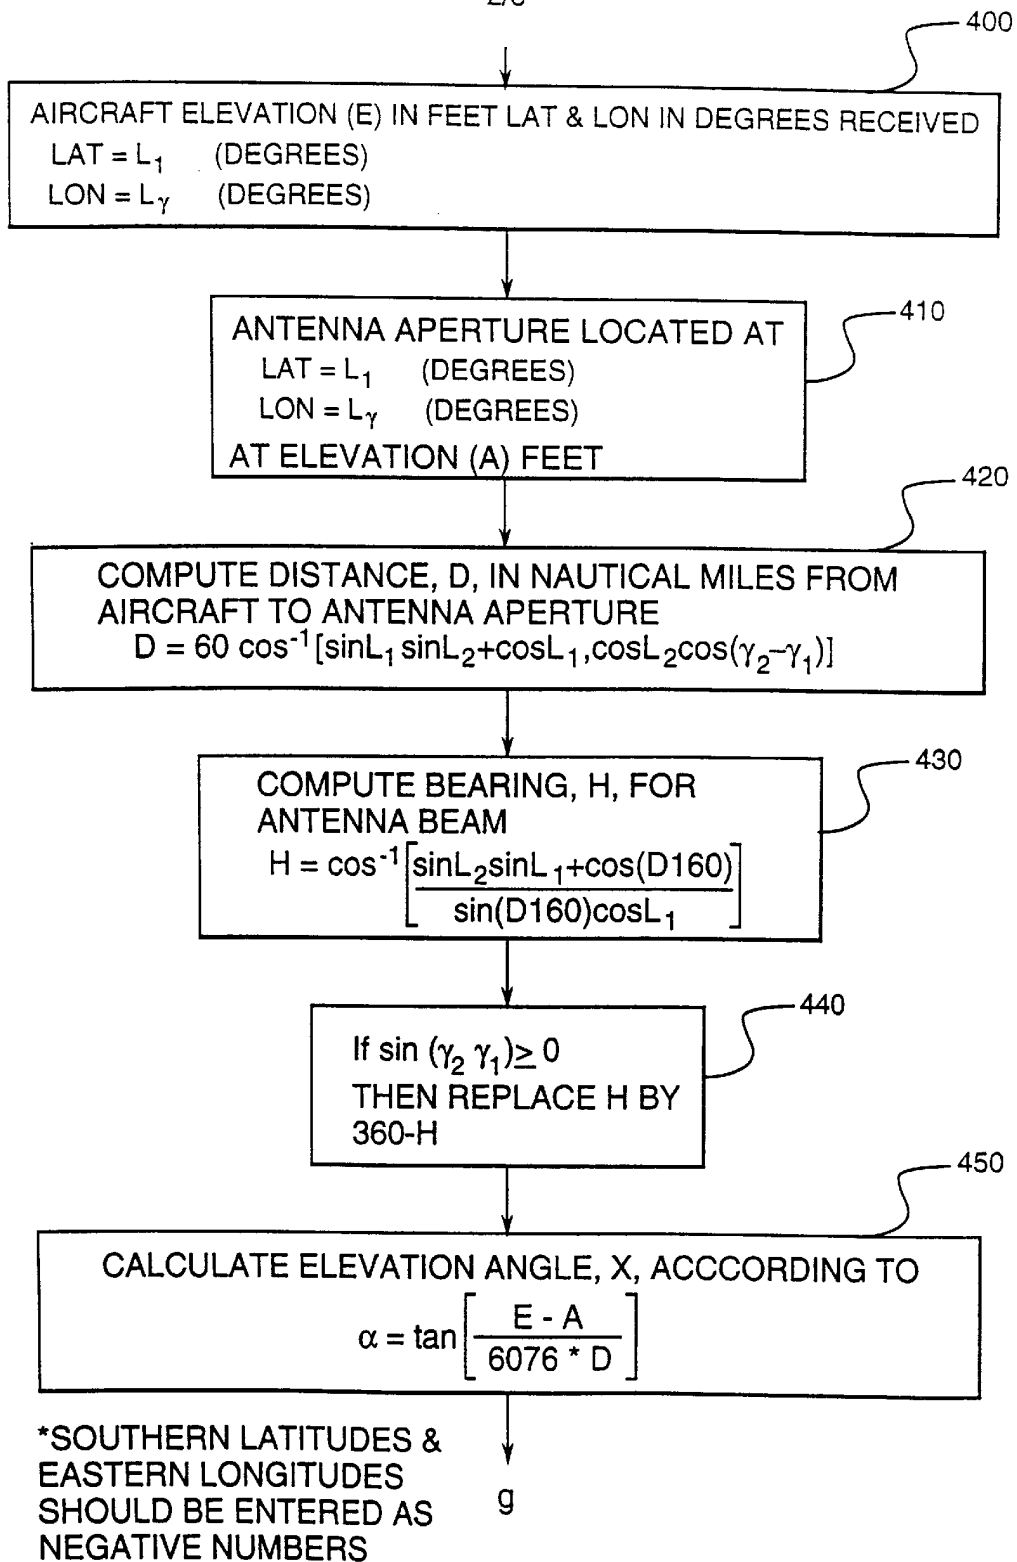 400
AIRCRAFT ELEVATION (E) IN FEET LAT & LON IN DEGREES RECEIVED
LAT = L₁ (DEGREES)
LON = Lγ (DEGREES)
410
ANTENNA APERTURE LOCATED AT
LAT = L₁ (DEGREES)
LON = Lγ (DEGREES)
AT ELEVATION (A) FEET
420
COMPUTE DISTANCE, D, IN NAUTICAL MILES FROM
AIRCRAFT TO ANTENNA APERTURE
D = 60 cos⁻¹ [sinL₁ sinL₂+cosL₁,cosL₂cos(γ₂–γ₁)]
430
COMPUTE BEARING, H, FOR
ANTENNA BEAM
H = cos⁻¹ [sinL₂sinL₁+cos(D160)
sin(D160)cosL₁]
440
If sin (γ₂ γ₁)≥ 0
THEN REPLACE H BY
360-H
450
CALCULATE ELEVATION ANGLE, X, ACCCORDING TO
α = tan [E - A
6076 * D]
*SOUTHERN LATITUDES &
EASTERN LONGITUDES
SHOULD BE ENTERED AS
NEGATIVE NUMBERS
g